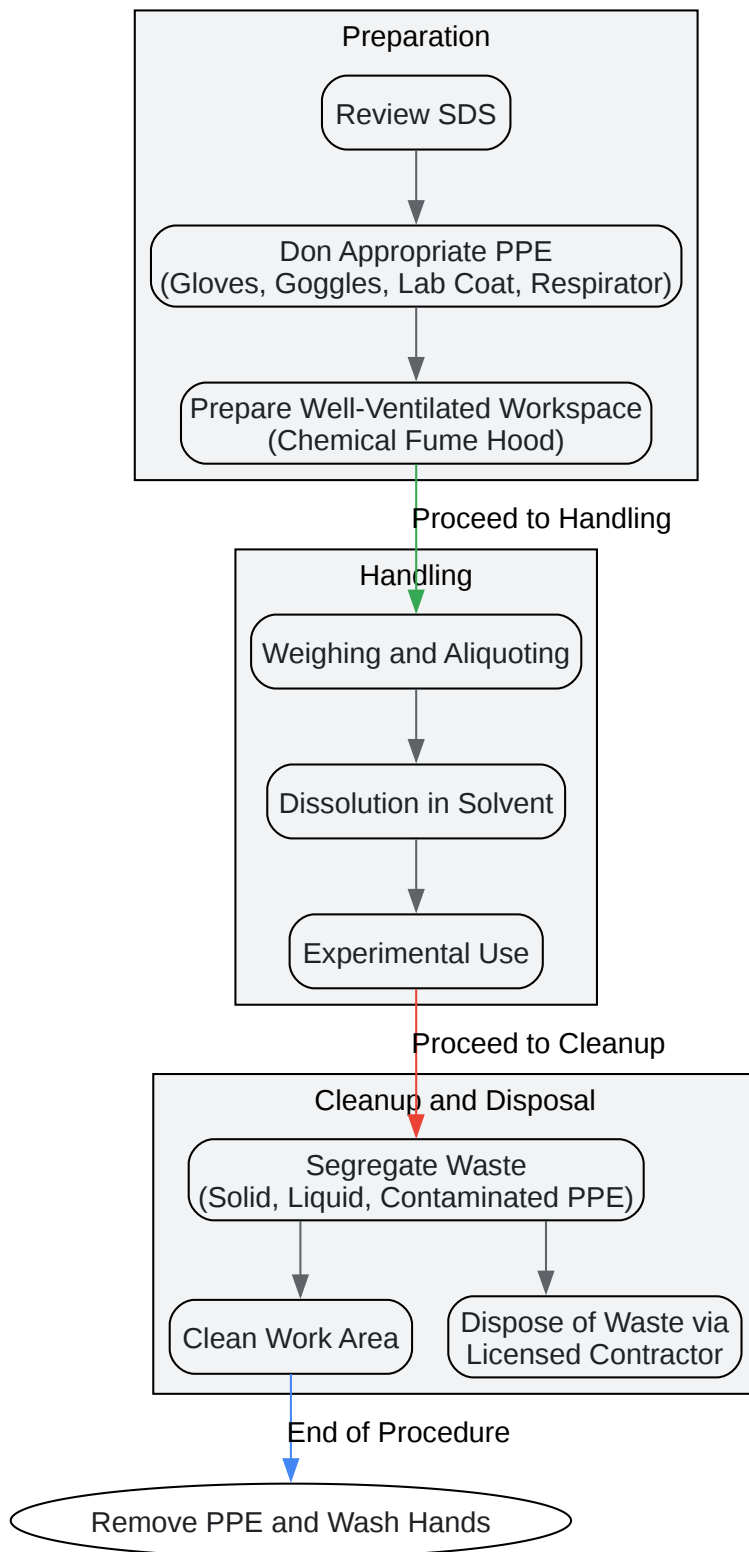 Preparation
Review SDS
Don Appropriate PPE
(Gloves, Goggles, Lab Coat, Respirator)
Prepare Well-Ventilated Workspace
(Chemical Fume Hood)
Proceed to Handling
Handling
Weighing and Aliquoting
Dissolution in Solvent
Experimental Use
Proceed to Cleanup
Cleanup and Disposal
Segregate Waste
(Solid, Liquid, Contaminated PPE)
Clean Work Area
Dispose of Waste via
Licensed Contractor
End of Procedure
Remove PPE and Wash Hands